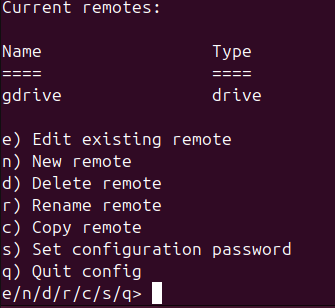 Current remotes:
Name                 Type
====                 ====
gdrive               drive
e) Edit existing remote
n) New remote
d) Delete remote
r) Rename remote
c) Copy remote
s) Set configuration password
q) Quit config
e/n/d/r/c/s/q>